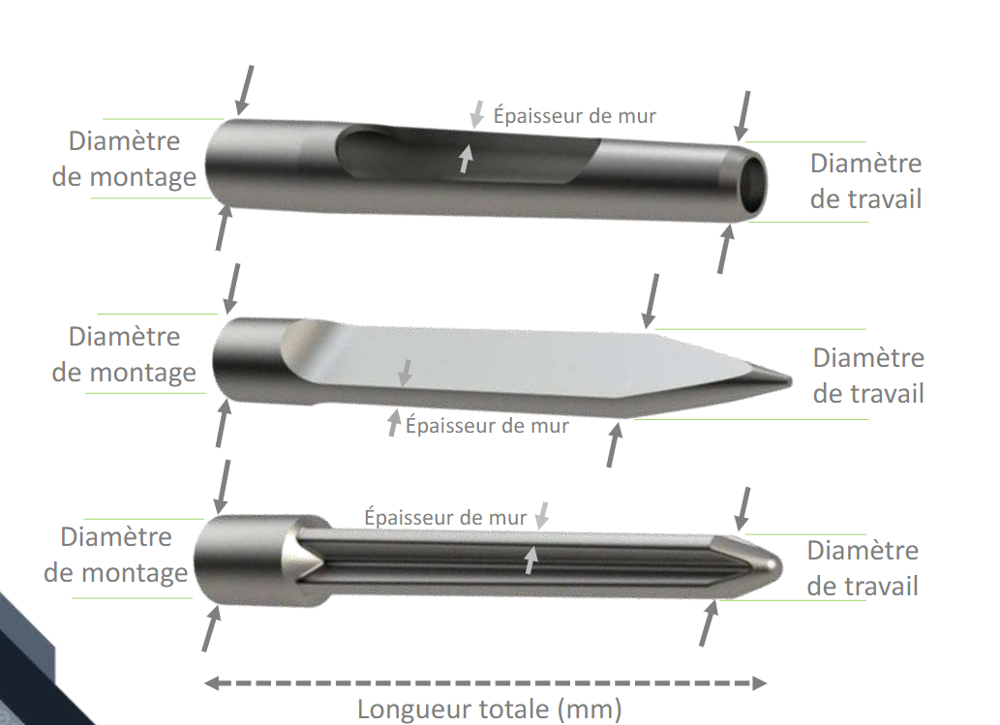 Épaisseur de mur
Diamètre
de montage
Diamètre
de travail
Diamètre
de montage
Diamètre
de travail
Épaisseur de mur
Épaisseur de mur
Diamètre
de montage
Diamètre
de travail
Longueur totale (mm)